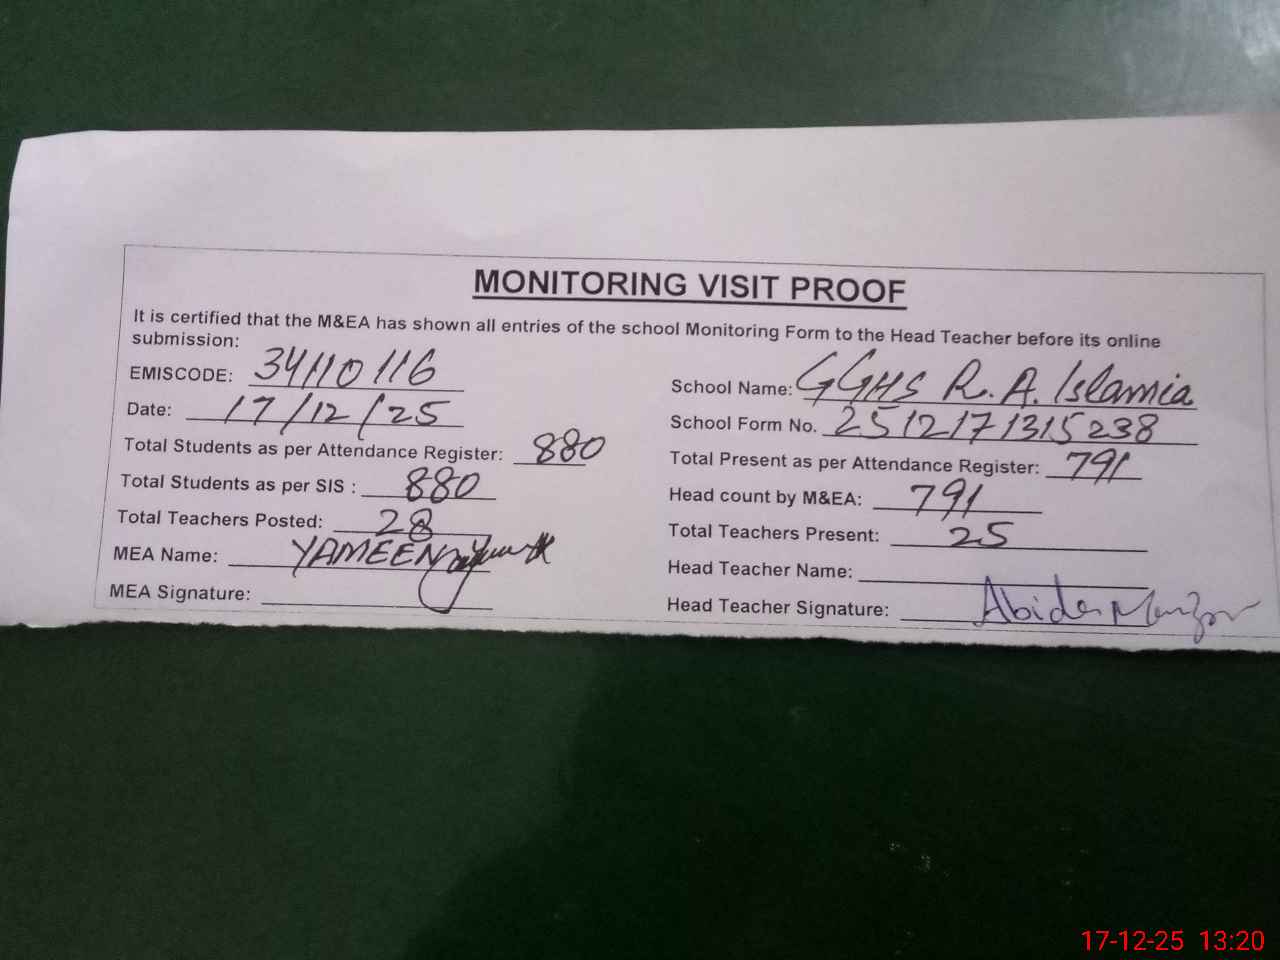 MONITORING VISIT PROOF
It is certified that the M&EA has shown all entries of the school Monitoring Form to the Head Teacher before its online
submission:
EMISCODE: 34110116
School Name: GGHS R.A. Islamia
Date: 17/12/25
School Form No. 2512171315238
Total Students as per Attendance Register: 880
Total Present as per Attendance Register: 791
Total Students as per SIS : 880
Head count by M&EA: 791
Total Teachers Posted: 28
Total Teachers Present: 25
MEA Name: YAMEEN
Head Teacher Name:
MEA Signature:
Head Teacher Signature: Abida
17-12-25 13:20